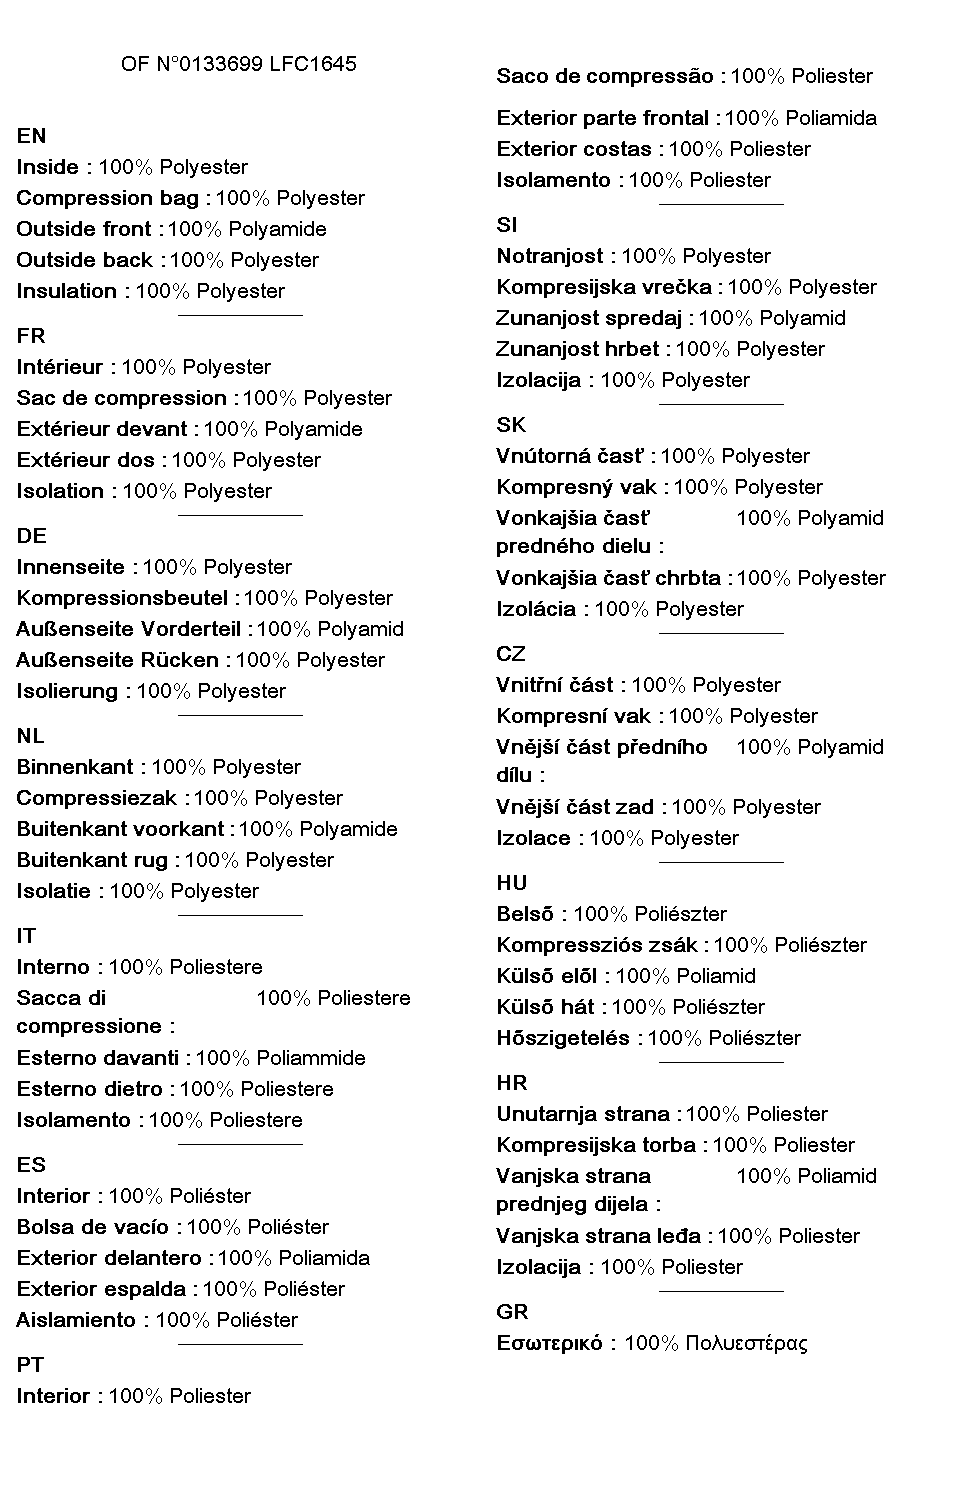 OF N°0133699 LFC1645
EN
Inside : 100% Polyester
Compression bag : 100% Polyester
Outside front : 100% Polyamide
Outside back : 100% Polyester
Insulation : 100% Polyester
FR
Intérieur : 100% Polyester
Sac de compression : 100% Polyester
Extérieur devant : 100% Polyamide
Extérieur dos : 100% Polyester
Isolation : 100% Polyester
DE
Innenseite : 100% Polyester
Kompressionsbeutel : 100% Polyester
Außenseite Vorderteil : 100% Polyamid
Außenseite Rücken : 100% Polyester
Isolierung : 100% Polyester
NL
Binnenkant : 100% Polyester
Compressiezak : 100% Polyester
Buitenkant voorkant : 100% Polyamide
Buitenkant rug : 100% Polyester
Isolatie : 100% Polyester
IT
Interno : 100% Poliestere
Sacca di 100% Poliestere
compressione :
Esterno davanti : 100% Poliammide
Esterno dietro : 100% Poliestere
Isolamento : 100% Poliestere
ES
Interior : 100% Poliéster
Bolsa de vacío : 100% Poliéster
Exterior delantero : 100% Poliamida
Exterior espalda : 100% Poliéster
Aislamiento : 100% Poliéster
PT
Interior : 100% Poliester
Saco de compressão : 100% Poliester
Exterior parte frontal : 100% Poliamida
Exterior costas : 100% Poliester
Isolamento : 100% Poliester
SI
Notranjost : 100% Polyester
Kompresijska vrečka : 100% Polyester
Zunanjost spredaj : 100% Polyamid
Zunanjost hrbet : 100% Polyester
Izolacija : 100% Polyester
SK
Vnútorná časť : 100% Polyester
Kompresný vak : 100% Polyester
Vonkajšia časť 100% Polyamid
predného dielu :
Vonkajšia časť chrbta : 100% Polyester
Izolácia : 100% Polyester
CZ
Vnitřní část : 100% Polyester
Kompresní vak : 100% Polyester
Vnější část předního 100% Polyamid
dílu :
Vnější část zad : 100% Polyester
Izolace : 100% Polyester
HU
Belső : 100% Poliészter
Kompressziós zsák : 100% Poliészter
Külső elől : 100% Poliamid
Külső hát : 100% Poliészter
Hőszigetelés : 100% Poliészter
HR
Unutarnja strana : 100% Poliester
Kompresijska torba : 100% Poliester
Vanjska strana 100% Poliamid
prednjeg dijela :
Vanjska strana leđa : 100% Poliester
Izolacija : 100% Poliester
GR
Εσωτερικό : 100% Πολυεστέρας